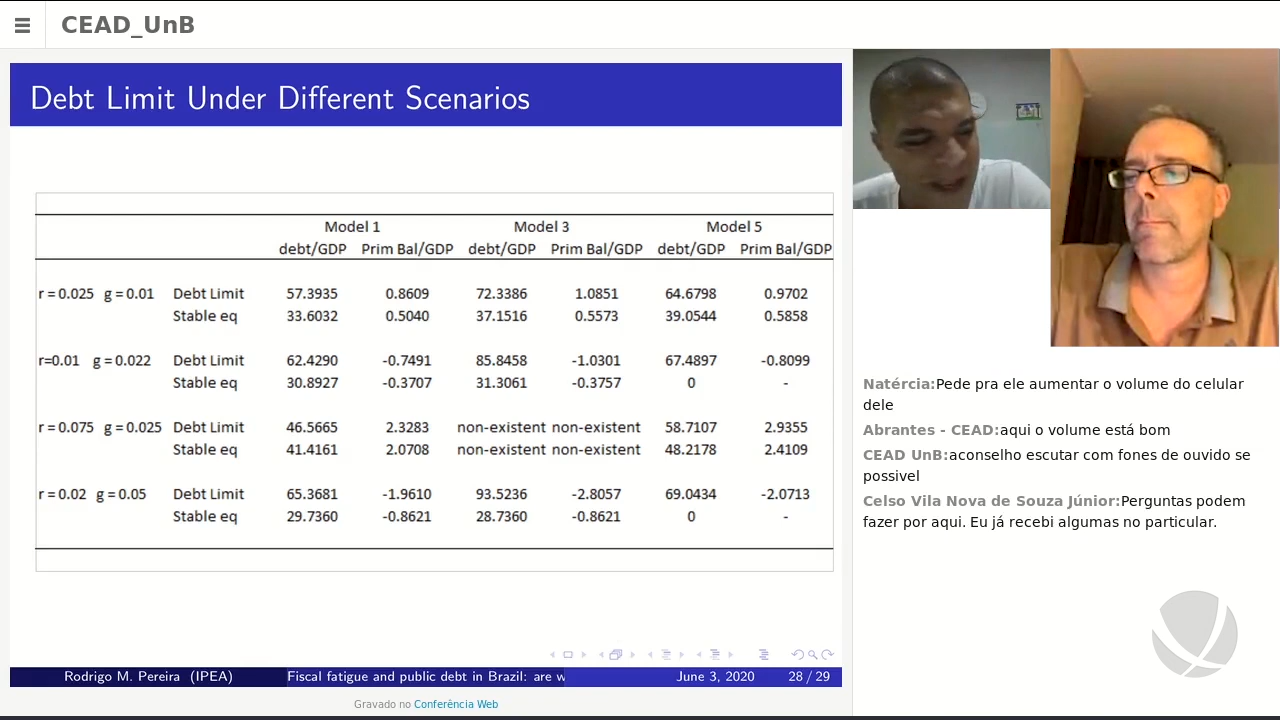 CEAD_UnB
Debt Limit Under Different Scenarios
Model 1 Model 3 Model 5
debt/GDP Prim Bal/GDP debt/GDP Prim Bal/GDP debt/GDP Prim Bal/GDP
r = 0.025 g = 0.01 Debt Limit 57.3935 0.8609 72.3386 1.0851 64.6798 0.9702
Stable eq 33.6032 0.5040 37.1516 0.5573 39.0544 0.5858
r=0.01 g = 0.022 Debt Limit 62.4290 -0.7491 85.8458 -1.0301 67.4897 -0.8099
Stable eq 30.8927 -0.3707 31.3061 -0.3757 0 -
r = 0.075 g = 0.025 Debt Limit 46.5665 2.3283 non-existent non-existent 58.7107 2.9355
Stable eq 41.4161 2.0708 non-existent non-existent 48.2178 2.4109
r = 0.02 g = 0.05 Debt Limit 65.3681 -1.9610 93.5236 -2.8057 69.0434 -2.0713
Stable eq 29.7360 -0.8621 28.7360 -0.8621 0 -
Rodrigo M. Pereira (IPEA) Fiscal fatigue and public debt in Brazil: are w June 3, 2020 28 / 29
Gravado no Conferência Web
Natércia:Pede pra ele aumentar o volume do celular
dele
Abrantes - CEAD:aqui o volume está bom
CEAD UnB:aconselho escutar com fones de ouvido se
possivel
Celso Vila Nova de Souza Júnior:Perguntas podem
fazer por aqui. Eu já recebi algumas no particular.